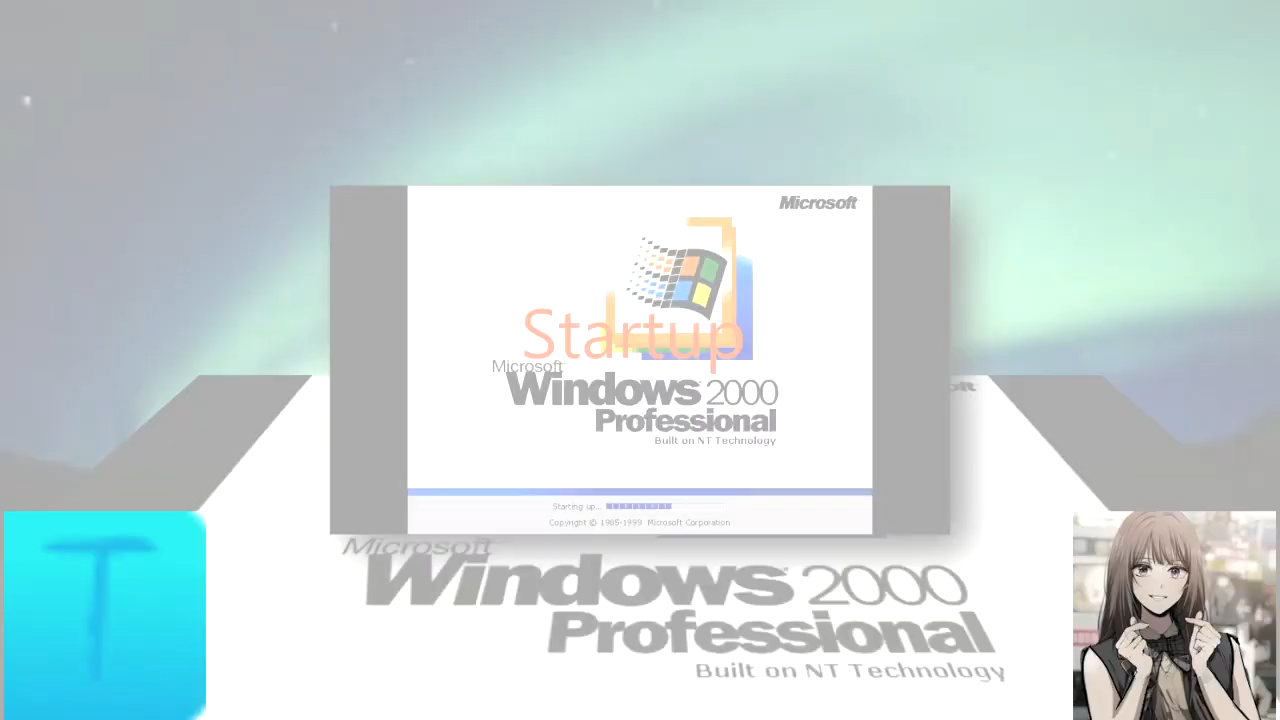 Microsoft
Startup
Microsoft
Windows 2000
Professional
Built on NT Technology
Starting up...
Copyright © 1985-1999 Microsoft Corporation
oft
Microsoft
Windows 2000
Professional
Built on NT Technology
T